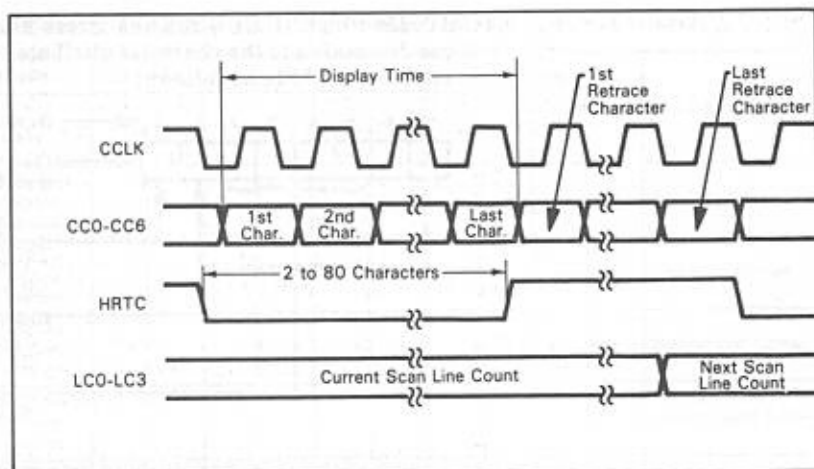 Display Time
1st
Retrace
Character
Last
Retrace
Character
CCLK
CC0-CC6
1st
Char.
2nd
Char.
Last
Char.
2 to 80 Characters
HRTC
LC0-LC3
Current Scan Line Count
Next Scan
Line Count